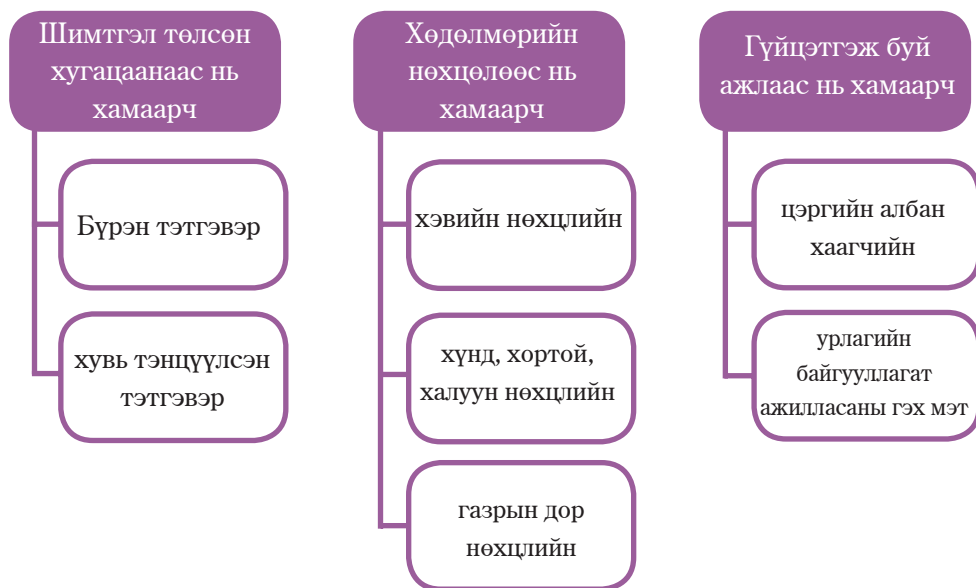 Шимтгэл төлсөн
хугацаанаас нь
хамаарч
Бүрэн тэтгэвэр
хувь тэнцүүлсэн
тэтгэвэр
Хөдөлмөрийн
нөхцөлөөс нь
хамаарч
хэвийн нөхцлийн
хүнд, хортой,
халуун нөхцлийн
газрын дор
нөхцлийн
Гүйцэтгэж буй
ажлаас нь хамаарч
цэргийн албан
хаагчийн
урлагийн
байгууллагат
ажилласаны гэх мэт